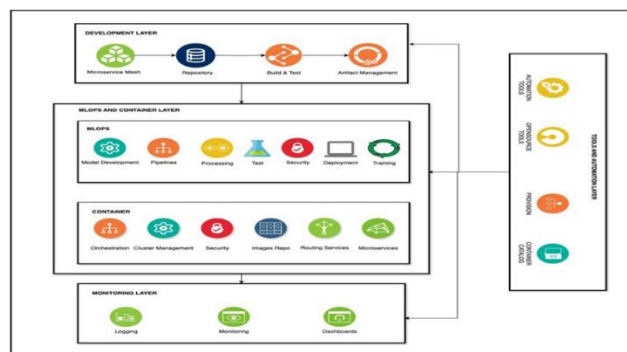 DEVELOPMENT LAYER
Microservice Mesh
Repository
Build & Test
Artifact Management
MLOPS AND CONTAINER LAYER
MLOPS
Model Development
Pipelines
Processing
Test
Security
Deployment
Training
CONTAINER
Orchestration
Cluster Management
Security
Images Repo
Routing Services
Microservices
MONITORING LAYER
Logging
Monitoring
Dashboards
TOOLS AND AUTOMATION LAYER
AUTOMATION
TOOLS
OPENSOURCE
TOOLS
PROVISION
CONTAINER
CATALOG